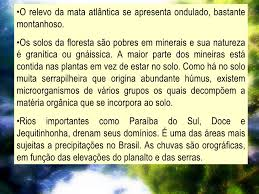 •O relevo da mata atlântica se apresenta ondulado, bastante
montanhoso.
•Os solos da floresta são pobres em minerais e sua natureza
é granítica ou gnáissica. A maior parte dos mineiras está
contida nas plantas em vez de estar no solo. Como há no solo
muita serrapilheira que origina abundante húmus, existem
microorganismos de vários grupos os quais decompõem a
matéria orgânica que se incorpora ao solo.
•Rios importantes como Paraíba do Sul, Doce e
Jequitinhonha, drenam seus domínios. É uma das áreas mais
sujeitas a precipitações no Brasil. As chuvas são orográficas,
em função das elevações do planalto e das serras.